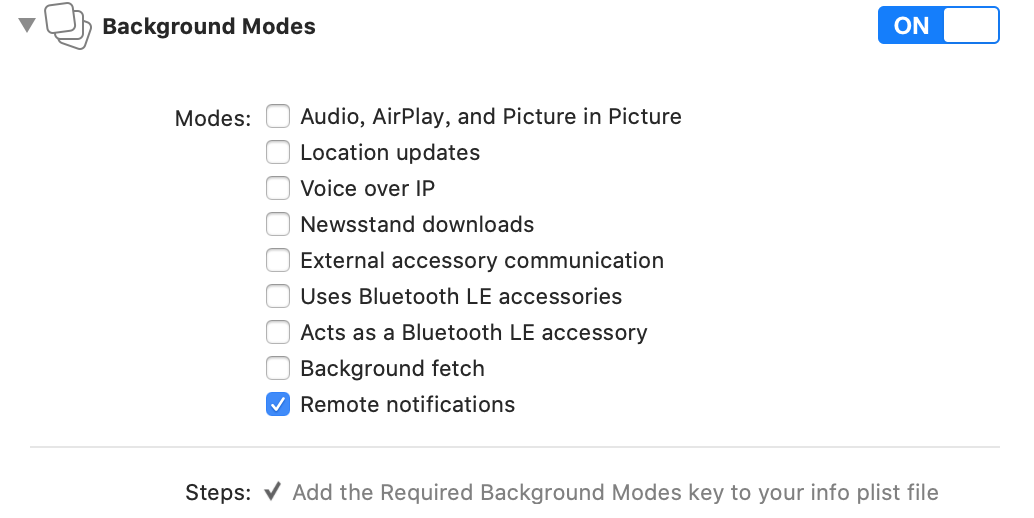 Background Modes
ON
Modes:
Audio, AirPlay, and Picture in Picture
Location updates
Voice over IP
Newsstand downloads
External accessory communication
Uses Bluetooth LE accessories
Acts as a Bluetooth LE accessory
Background fetch
Remote notifications
Steps: Add the Required Background Modes key to your info plist file